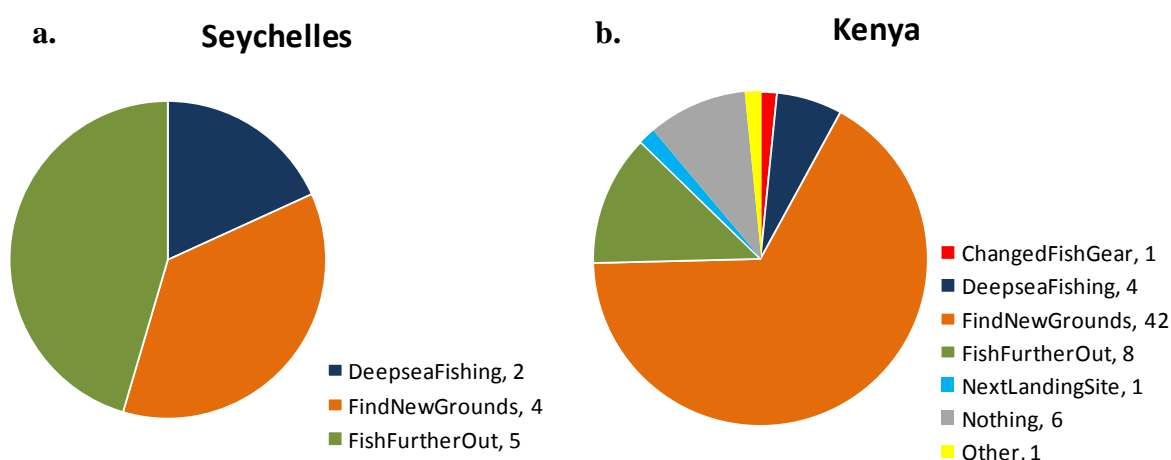 a.
Seychelles
DeepseaFishing, 2
FindNewGrounds, 4
FishFurtherOut, 5
b.
Kenya
ChangedFishGear, 1
DeepseaFishing, 4
FindNewGrounds, 42
FishFurtherOut, 8
NextLandingSite, 1
Nothing, 6
Other, 1